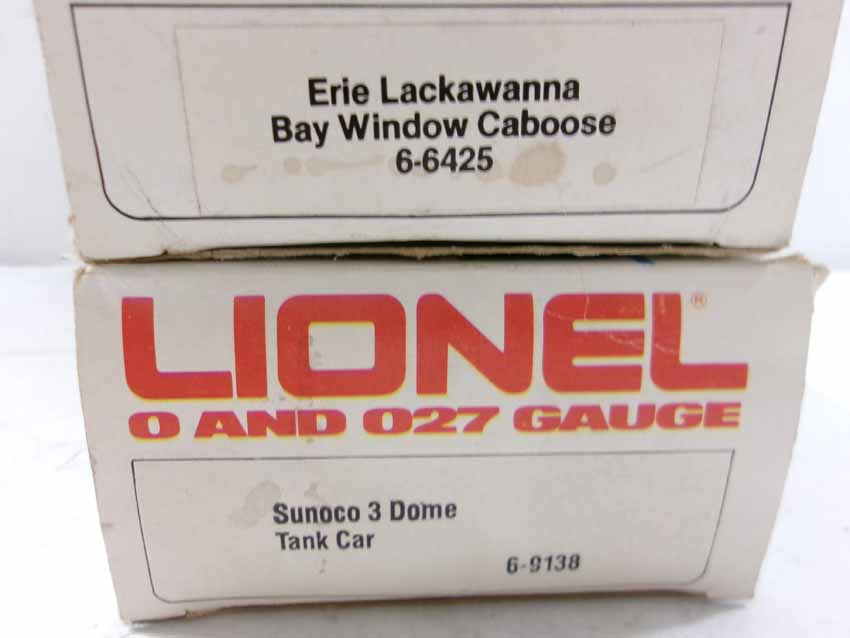 Erie Lackawanna
Bay Window Caboose
6-6425
LIONEL®
O AND O27 GAUGE
Sunoco 3 Dome
Tank Car
6-9138